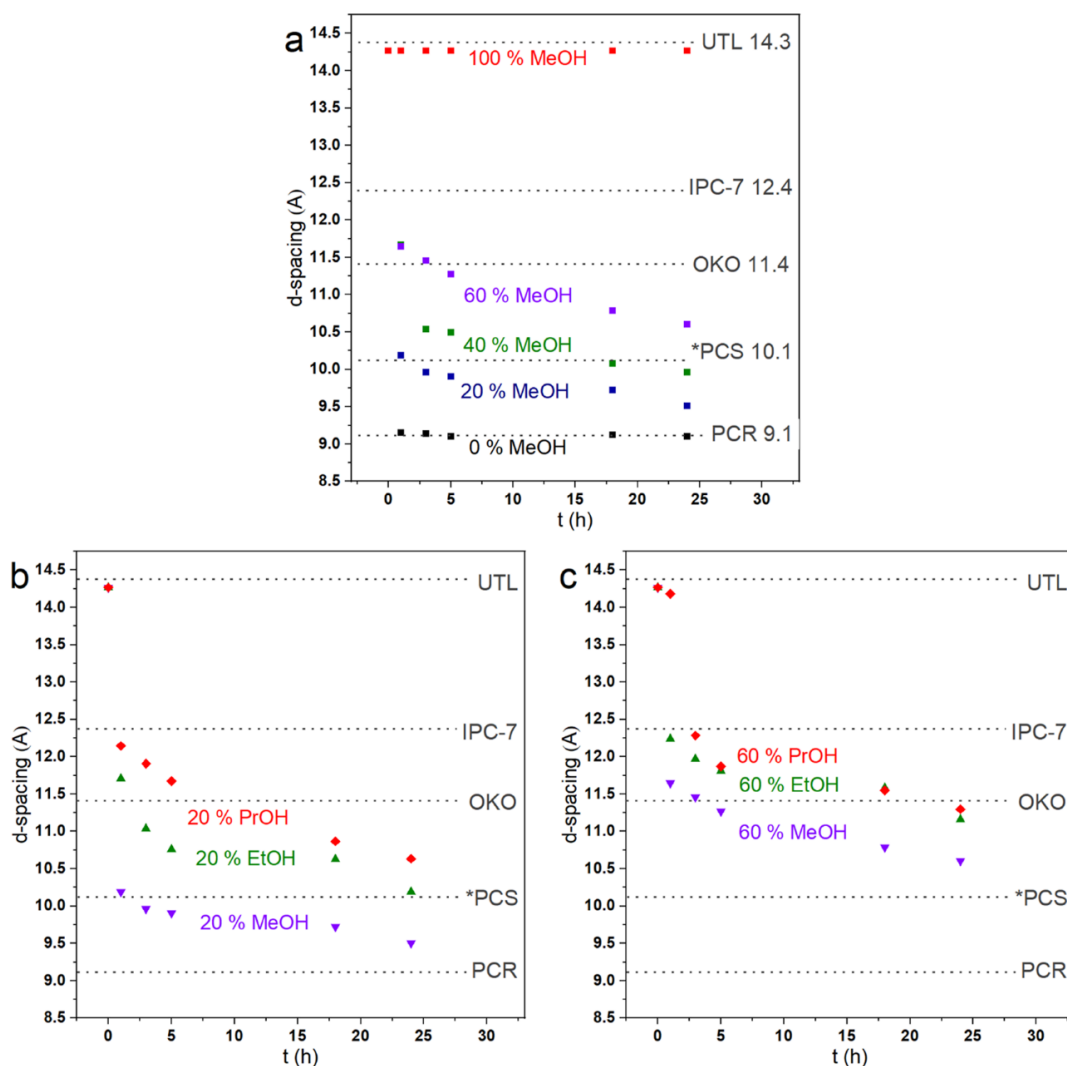 a
14.5
14.0
13.5
13.0
12.5
12.0
11.5
11.0
10.5
10.0
9.5
9.0
8.5
d-spacing (A)
UTL 14.3
100 % MeOH
IPC-7 12.4
OKO 11.4
60 % MeOH
40 % MeOH
*PCS 10.1
20 % MeOH
PCR 9.1
0 % MeOH
0 5 10 15 20 25 30
t (h)
b
14.5
14.0
13.5
13.0
12.5
12.0
11.5
11.0
10.5
10.0
9.5
9.0
8.5
d-spacing (A)
UTL
IPC-7
OKO
20 % PrOH
20 % EtOH
*PCS
20 % MeOH
PCR
0 5 10 15 20 25 30
t (h)
c
14.5
14.0
13.5
13.0
12.5
12.0
11.5
11.0
10.5
10.0
9.5
9.0
8.5
d-spacing (A)
UTL
IPC-7
60 % PrOH
60 % EtOH
OKO
60 % MeOH
*PCS
PCR
0 5 10 15 20 25 30
t (h)